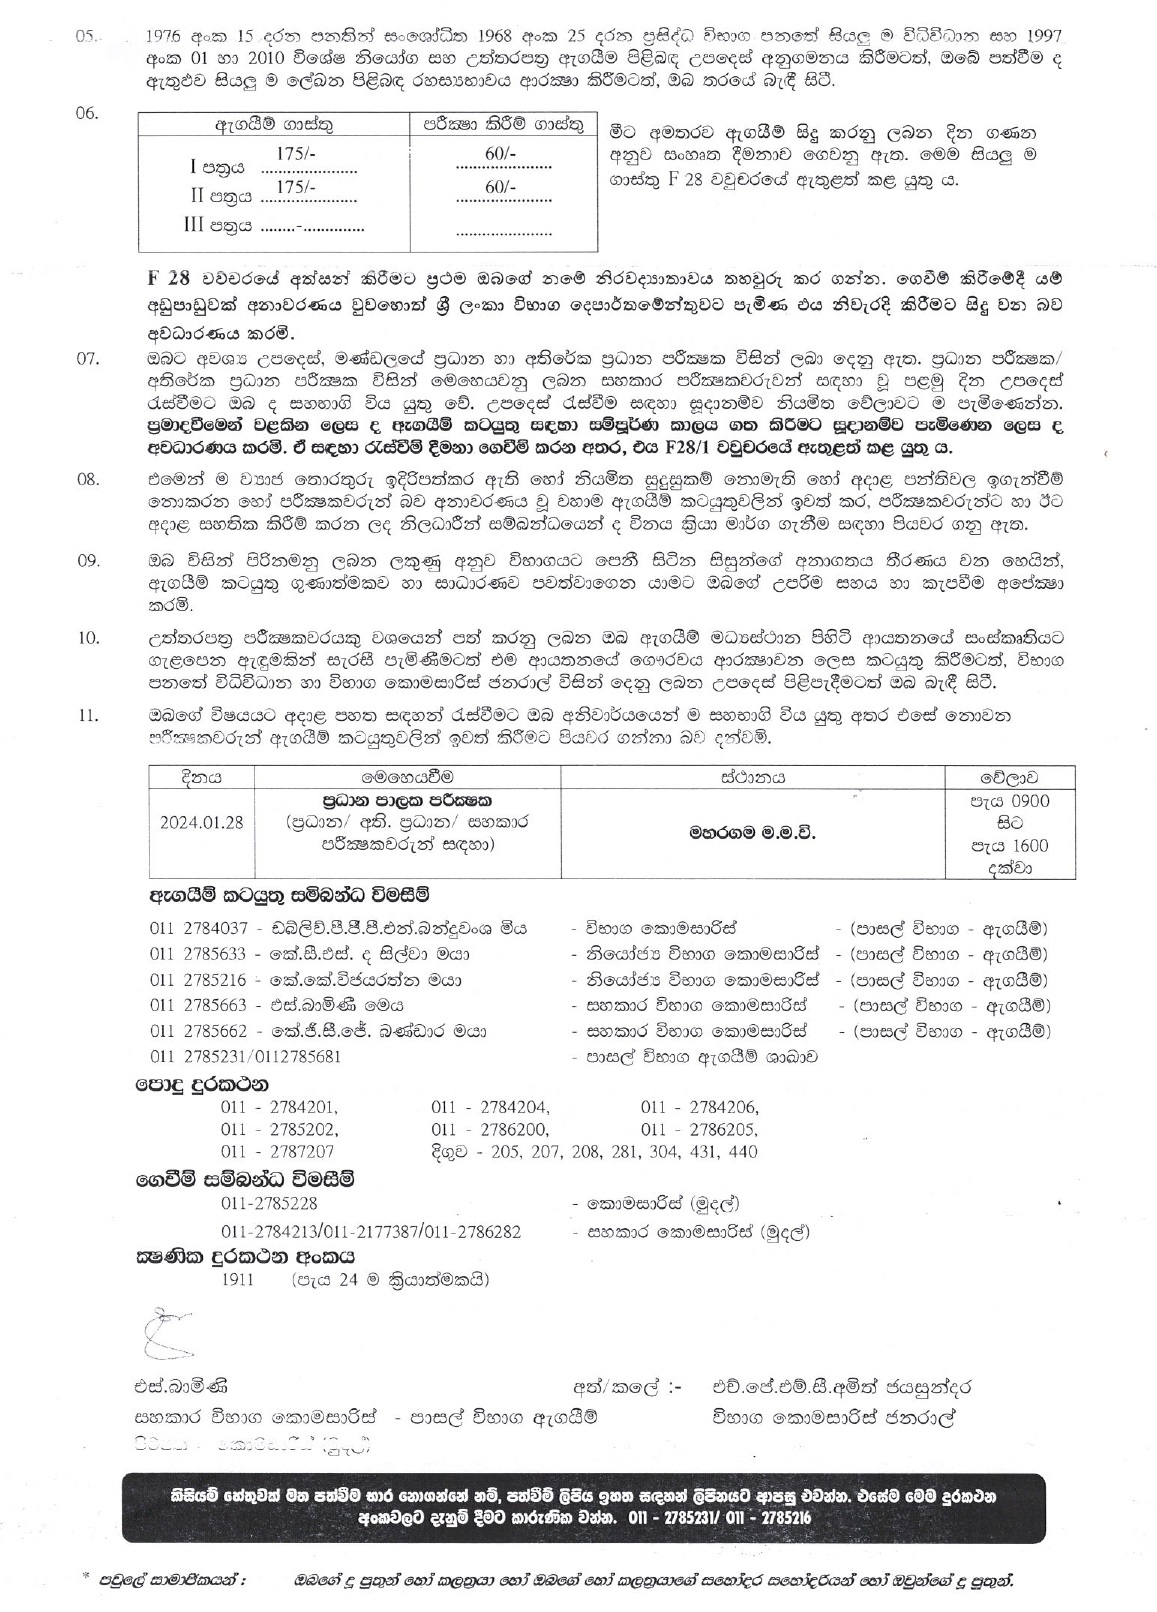 05. 1976 අංක 15 දරන පනතින් සංශෝධිත 1968 අංක 25 දරන ප්‍රසිද්ධ විභාග පනතේ සියලු ම විධිවිධාන සහ 1997
අංක 01 හා 2010 විශේෂ නියෝග සහ උත්තරපත්‍ර ඇගයීම පිළිබඳ උපදෙස් අනුගමනය කිරීමටත්, ඔබේ පත්වීම ද
ඇතුළුව සියලු ම ලේඛන පිළිබඳ රහස්‍යභාවය ආරක්‍ෂා කිරීමටත්, ඔබ තරයේ බැඳී සිටී.
06.
ඇගයීම් ගාස්තු පරීක්‍ෂා කිරීම් ගාස්තු
I පත්‍රය 175/- 60/-
II පත්‍රය 175/- 60/-
III පත්‍රය ........-.............. ......................
මීට අමතරව ඇගයීම් සිදු කරනු ලබන දින ගණන
අනුව සංහෘත දීමනාව ගෙවනු ඇත. මෙම සියලු ම
ගාස්තු F 28 වවුචරයේ ඇතුළත් කළ යුතු ය.
F 28 වවුචරයේ අත්සන් කිරීමට ප්‍රථම ඔබගේ නමේ නිරවද්‍යාතාවය තහවුරු කර ගන්න. ගෙවීම් කිරීමේදී යම්
අඩුපාඩුවක් අනාවරණය වුවහොත් ශ්‍රී ලංකා විභාග දෙපාර්තමේන්තුවට පැමිණ එය නිවැරදි කිරීමට සිදු වන බව
අවධාරණය කරමි.
07. ඔබට අවශ්‍ය උපදෙස්, මණ්ඩලයේ ප්‍රධාන හා අතිරේක ප්‍රධාන පරීක්‍ෂක විසින් ලබා දෙනු ඇත. ප්‍රධාන පරීක්‍ෂක/
අතිරේක ප්‍රධාන පරීක්‍ෂක විසින් මෙහෙයවනු ලබන සහකාර පරීක්‍ෂකවරුවන් සඳහා වූ පළමු දින උපදෙස්
රැස්වීමට ඔබ ද සහභාගි විය යුතු වේ. උපදෙස් රැස්වීම සඳහා සූදානම්ව නියමිත වේලාවට ම පැමිණෙන්න.
ප්‍රමාදවීමෙන් වළකින ලෙස ද ඇගයීම් කටයුතු සඳහා සම්පූර්ණ කාලය ගත කිරීමට සූදානම්ව පැමිණෙන ලෙස ද
අවධාරණය කරමි. ඒ සඳහා රැස්වීම් දීමනා ගෙවීම් කරන අතර, එය F28/1 වවුචරයේ ඇතුළත් කළ යුතු ය.
08. එමෙන් ම ව්‍යාජ තොරතුරු ඉදිරිපත්කර ඇති හෝ නියමිත සුදුසුකම් නොමැති හෝ අදාළ පන්තිවල ඉගැන්වීම්
නොකරන හෝ පරීක්‍ෂකවරුන් බව අනාවරණය වූ වහාම ඇගයීම් කටයුතුවලින් ඉවත් කර, පරීක්‍ෂකවරුන්ට හා ඊට
අදාළ සහතික කිරීම් කරන ලද නිලධාරීන් සම්බන්ධයෙන් ද විනය ක්‍රියා මාර්ග ගැනීම සඳහා පියවර ගනු ඇත.
09. ඔබ විසින් පිරිනමනු ලබන ලකුණු අනුව විභාගයට පෙනී සිටින සිසුන්ගේ අනාගතය තීරණය වන හෙයින්,
ඇගයීම් කටයුතු ගුණාත්මකව හා සාධාරණව පවත්වාගෙන යාමට ඔබගේ උපරිම සහය හා කැපවීම අපේක්‍ෂා
කරමි.
10. උත්තරපත්‍ර පරීක්‍ෂකවරයකු වශයෙන් පත් කරනු ලබන ඔබ ඇගයීම් මධ්‍යස්ථාන පිහිටි ආයතනයේ සංස්කෘතියට
ගැළපෙන ඇඳුමකින් සැරසී පැමිණීමටත් එම ආයතනයේ ගෞරවය ආරක්‍ෂාවන ලෙස කටයුතු කිරීමටත්, විභාග
පනතේ විධිවිධාන හා විභාග කොමසාරිස් ජනරාල් විසින් දෙනු ලබන උපදෙස් පිළිපැදීමටත් ඔබ බැඳී සිටී.
11. ඔබගේ විෂයයට අදාළ පහත සඳහන් රැස්වීමට ඔබ අනිවාර්යයෙන් ම සහභාගි විය යුතු අතර එසේ නොවන
පරීක්‍ෂකවරුන් ඇගයීම් කටයුතුවලින් ඉවත් කිරීමට පියවර ගන්නා බව දන්වමි.
දිනය මෙහෙයවීම ස්ථානය වේලාව
2024.01.28 ප්‍රධාන පාලක පරීක්‍ෂක
(ප්‍රධාන/ අති. ප්‍රධාන/ සහකාර
පරීක්‍ෂකවරුන් සඳහා) මහරගම ම.ම.වි. පැය 0900
සිට
පැය 1600
දක්වා
ඇගයීම් කටයුතු සම්බන්ධ විමසීම්
011 2784037 - ඩබ්ලිව්.පී.පී.පී.එන්.බන්දුවංශ මිය - විභාග කොමසාරිස් - (පාසල් විභාග - ඇගයීම්)
011 2785633 - කේ.සී.එස්. ද සිල්වා මයා - නියෝජ්‍ය විභාග කොමසාරිස් - (පාසල් විභාග - ඇගයීම්)
011 2785216 - කේ.කේ.විජයරත්න මයා - නියෝජ්‍ය විභාග කොමසාරිස් - (පාසල් විභාග - ඇගයීම්)
011 2785663 - එස්.බාමිණී මෙය - සහකාර විභාග කොමසාරිස් - (පාසල් විභාග - ඇගයීම්)
011 2785662 - කේ.ජී.සී.ජේ. බණ්ඩාර මයා - සහකාර විභාග කොමසාරිස් - (පාසල් විභාග - ඇගයීම්)
011 2785231/0112785681 - පාසල් විභාග ඇගයීම් ශාඛාව
පොදු දුරකථන
011 - 2784201, 011 - 2784204, 011 - 2784206,
011 - 2785202, 011 - 2786200, 011 - 2786205,
011 - 2787207 දිගුව - 205, 207, 208, 281, 304, 431, 440
ගෙවීම් සම්බන්ධ විමසීම්
011-2785228 - කොමසාරිස් (මුදල්)
011-2784213/011-2177387/011-2786282 - සහකාර කොමසාරිස් (මුදල්)
ක්‍ෂණික දුරකථන අංකය
1911 (පැය 24 ම ක්‍රියාත්මකයි)
එස්.බාමිණි අත්/කලේ :- එච්.ජේ.එම්.සී.අමිත් ජයසුන්දර
සහකාර විභාග කොමසාරිස් - පාසල් විභාග ඇගයීම් විභාග කොමසාරිස් ජනරාල්
පිටපත - කොමසාරිස් (මුදල්)
කිසියම් හේතුවක් මත පත්වීම භාර නොගන්නේ නම්, පත්වීම් ලිපිය ඉහත සඳහන් ලිපිනයට ආපසු එවන්න. එසේම මෙම දුරකථන
අංකවලට දැනුම් දීමට කාරුණික වන්න. 011 - 2785231/ 011 - 2785216
* පවුලේ සාමාජිකයන් : ඔබගේ දූ පුතුන් හෝ කලත්‍රයා හෝ ඔබගේ හෝ කලත්‍රයාගේ සහෝදර සහෝදරියන් හෝ ඔවුන්ගේ දූ පුතුන්.